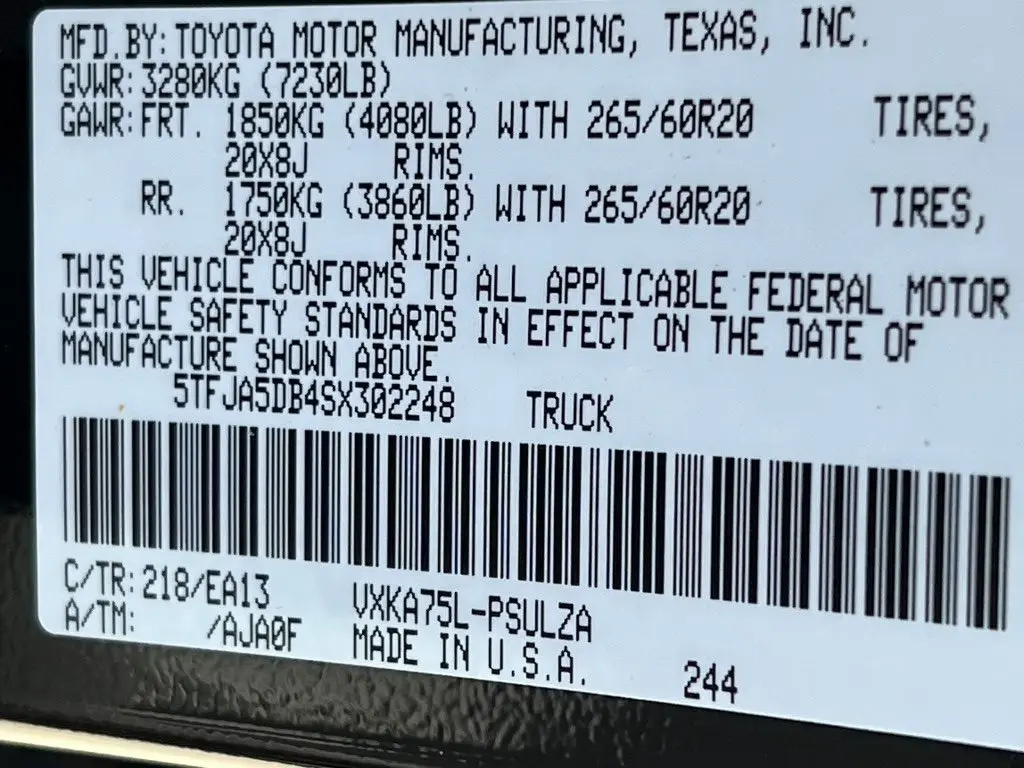 MFD.BY:TOYOTA MOTOR MANUFACTURING, TEXAS, INC.
GVWR:3280KG (7230LB)
GAWR:FRT. 1850KG (4080LB) WITH 265/60R20 TIRES,
20X8J RIMS.
RR. 1750KG (3860LB) WITH 265/60R20 TIRES,
20X8J RIMS.
THIS VEHICLE CONFORMS TO ALL APPLICABLE FEDERAL MOTOR
VEHICLE SAFETY STANDARDS IN EFFECT ON THE DATE OF
MANUFACTURE SHOWN ABOVE.
5TFJA5DB4SX302248 TRUCK
C/TR:218/EA13 VXKA75L-PSULZA
A/TM: /AJA0F MADE IN U.S.A. 244